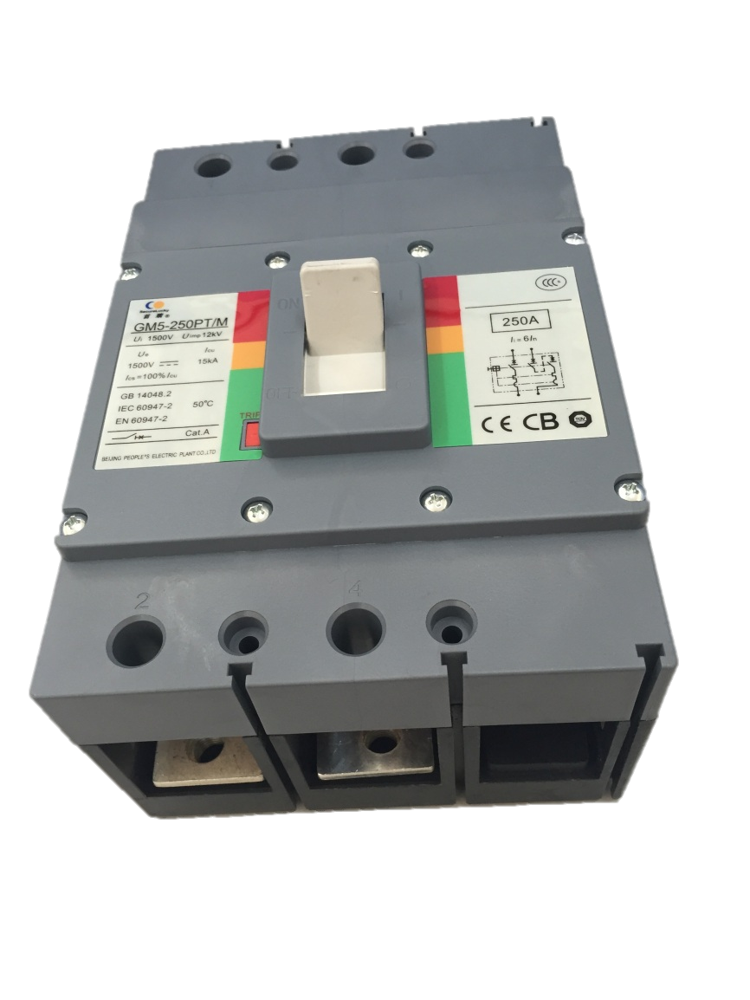 GM5-250PT/M
Ui 1500V Uimp 12kV
Ue Icu
1500V 15kA
Ics=100%Icu
GB 14048.2
IEC 60947-2 50℃
EN 60947-2
Cat.A
BEIJING PEOPLE'S ELECTRIC PLANT CO.,LTD
ON I
TRIP
CCC
250A
Ii=6In
CE CB TÜV
2 4